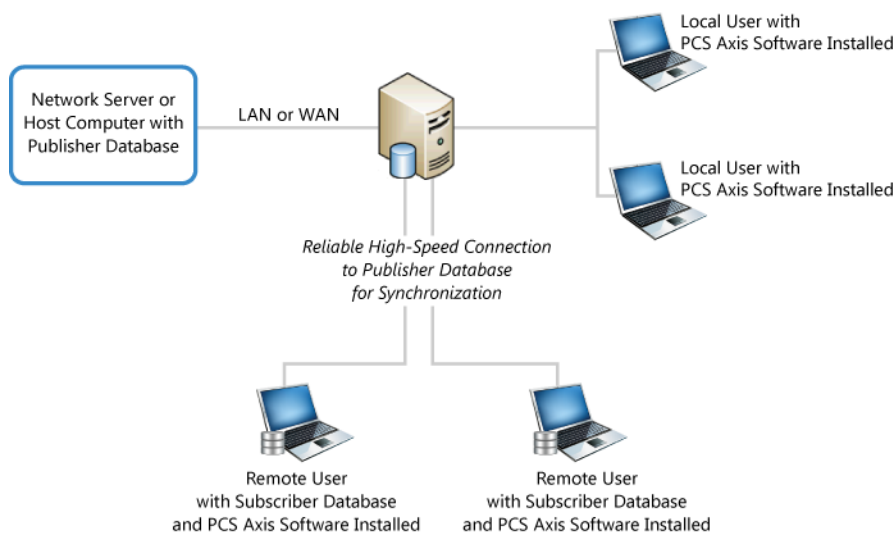 Network Server or
Host Computer with
Publisher Database
LAN or WAN
Local User with
PCS Axis Software Installed
Local User with
PCS Axis Software Installed
Reliable High-Speed Connection
to Publisher Database
for Synchronization
Remote User
with Subscriber Database
and PCS Axis Software Installed
Remote User
with Subscriber Database
and PCS Axis Software Installed